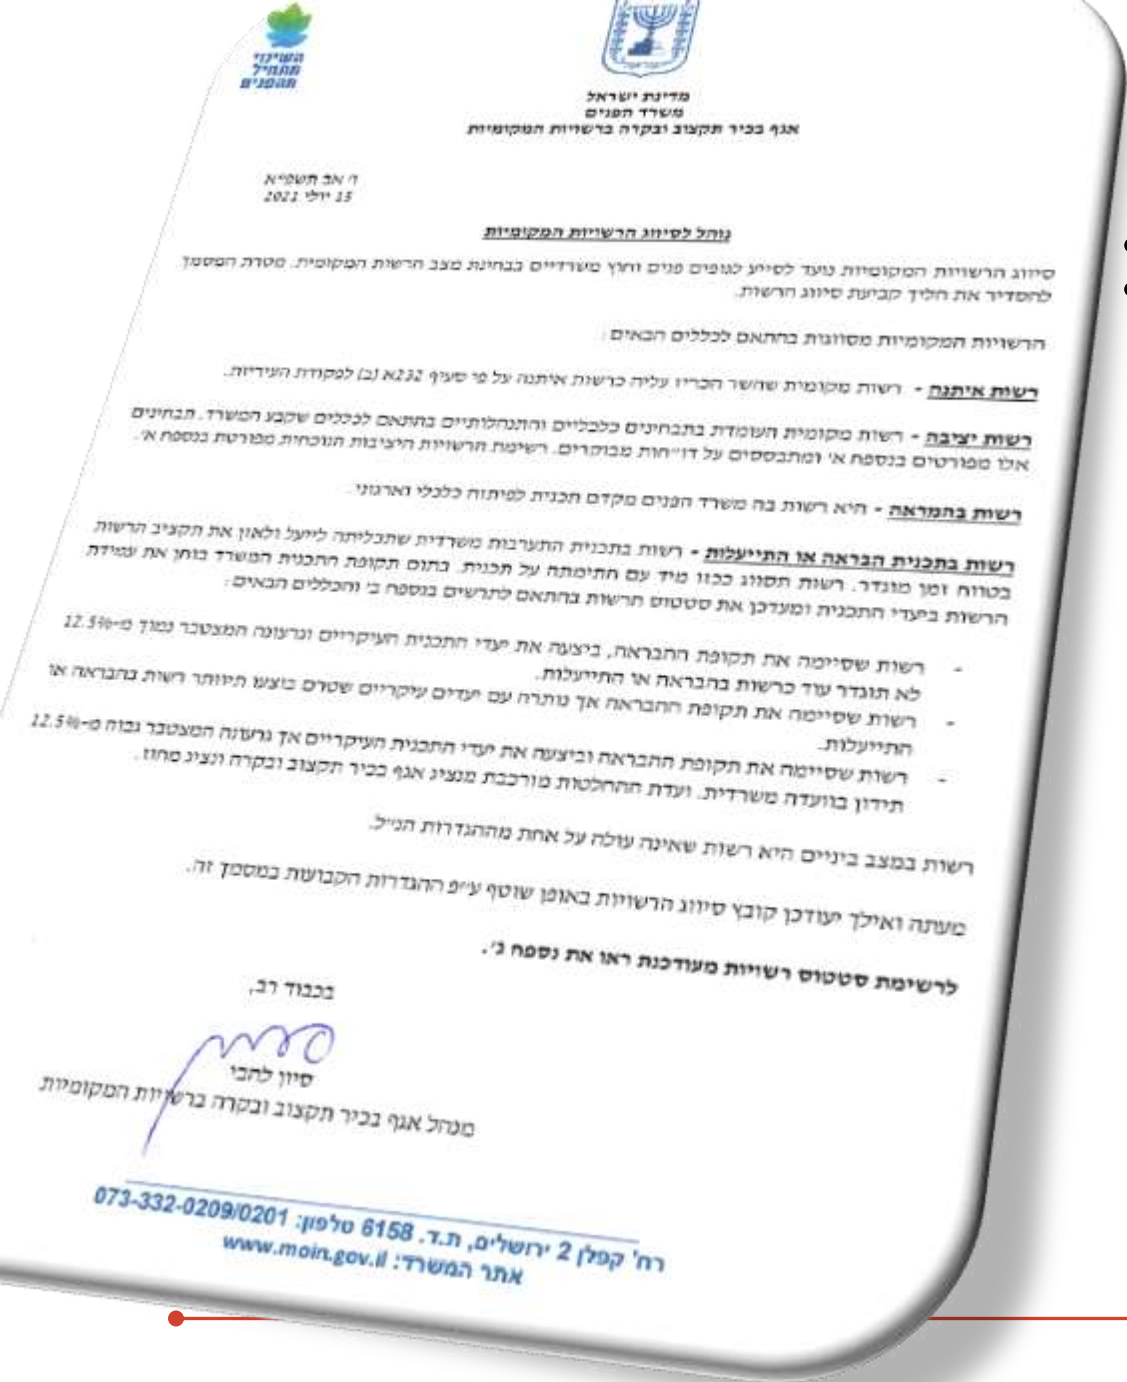 השינוי
מתחיל
מהפנים
מדינת ישראל
משרד הפנים
אגף בכיר תקצוב ובקרה ברשויות המקומיות
ו' אב תשפ"א
15 יולי 2021
נוהל לסיווג הרשויות המקומיות
סיווג הרשויות המקומיות נועד לסייע לגופים פנים וחוץ משרדיים בבחינת מצב הרשות המקומית. מטרת המסמך
להסדיר את הליך קביעת סיווג הרשות.
הרשויות המקומיות מסווגות בהתאם לכללים הבאים:
רשות איתנה - רשות מקומית שהשר הכריז עליה כרשות איתנה על פי סעיף 232א (ב) לפקודת העיריות.
רשות יציבה - רשות מקומית העומדת בתבחינים כלכליים והתנהלותיים בהתאם לכללים שקבע המשרד. תבחינים
אלו מפורטים בנספח א' ומתבססים על דו"חות מבוקרים. רשימת הרשויות היציבות הנוכחית מפורטת בנספח א'.
רשות בהמראה - היא רשות בה משרד הפנים מקדם תכנית לפיתוח כלכלי וארגוני.
רשות בתכנית הבראה או התייעלות - רשות בתכנית התערבות משרדית שתכליתה לייעל ולאזן את תקציב הרשות
בטווח זמן מוגדר. רשות תסווג ככזו מיד עם חתימתה על תכנית. בתום תקופת התכנית המשרד בוחן את עמידת
הרשות ביעדי התכנית ומעדכן את סטטוס הרשות בהתאם לתרשים בנספח ב' והכללים הבאים:
- רשות שסיימה את תקופת ההבראה, ביצעה את יעדי התכנית העיקריים וגרעונה המצטבר נמוך מ-12.5%
לא תוגדר עוד כרשות בהבראה או התייעלות.
- רשות שסיימה את תקופת ההבראה אך נותרה עם יעדים עיקריים שטרם בוצעו תיוותר רשות בהבראה או
התייעלות.
- רשות שסיימה את תקופת ההבראה וביצעה את יעדי התכנית העיקריים אך גרעונה המצטבר גבוה מ-12.5%
תידון בוועדה משרדית. ועדת ההחלטות מורכבת מנציג אגף בכיר תקצוב ובקרה ונציג מחוז.
רשות במצב ביניים היא רשות שאינה עולה על אחת מההגדרות הנ"ל.
מעתה ואילך יעודכן קובץ סיווג הרשויות באופן שוטף ע"פ ההגדרות הקבועות במסמך זה.
לרשימת סטטוס רשויות מעודכנת ראו את נספח ג'.
בכבוד רב,
סיון להבי
מנהל אגף בכיר תקצוב ובקרה ברשויות המקומיות
רח' קפלן 2 ירושלים, ת.ד. 6158 טלפון: 073-332-0209/0201
אתר המשרד: www.moin.gov.il